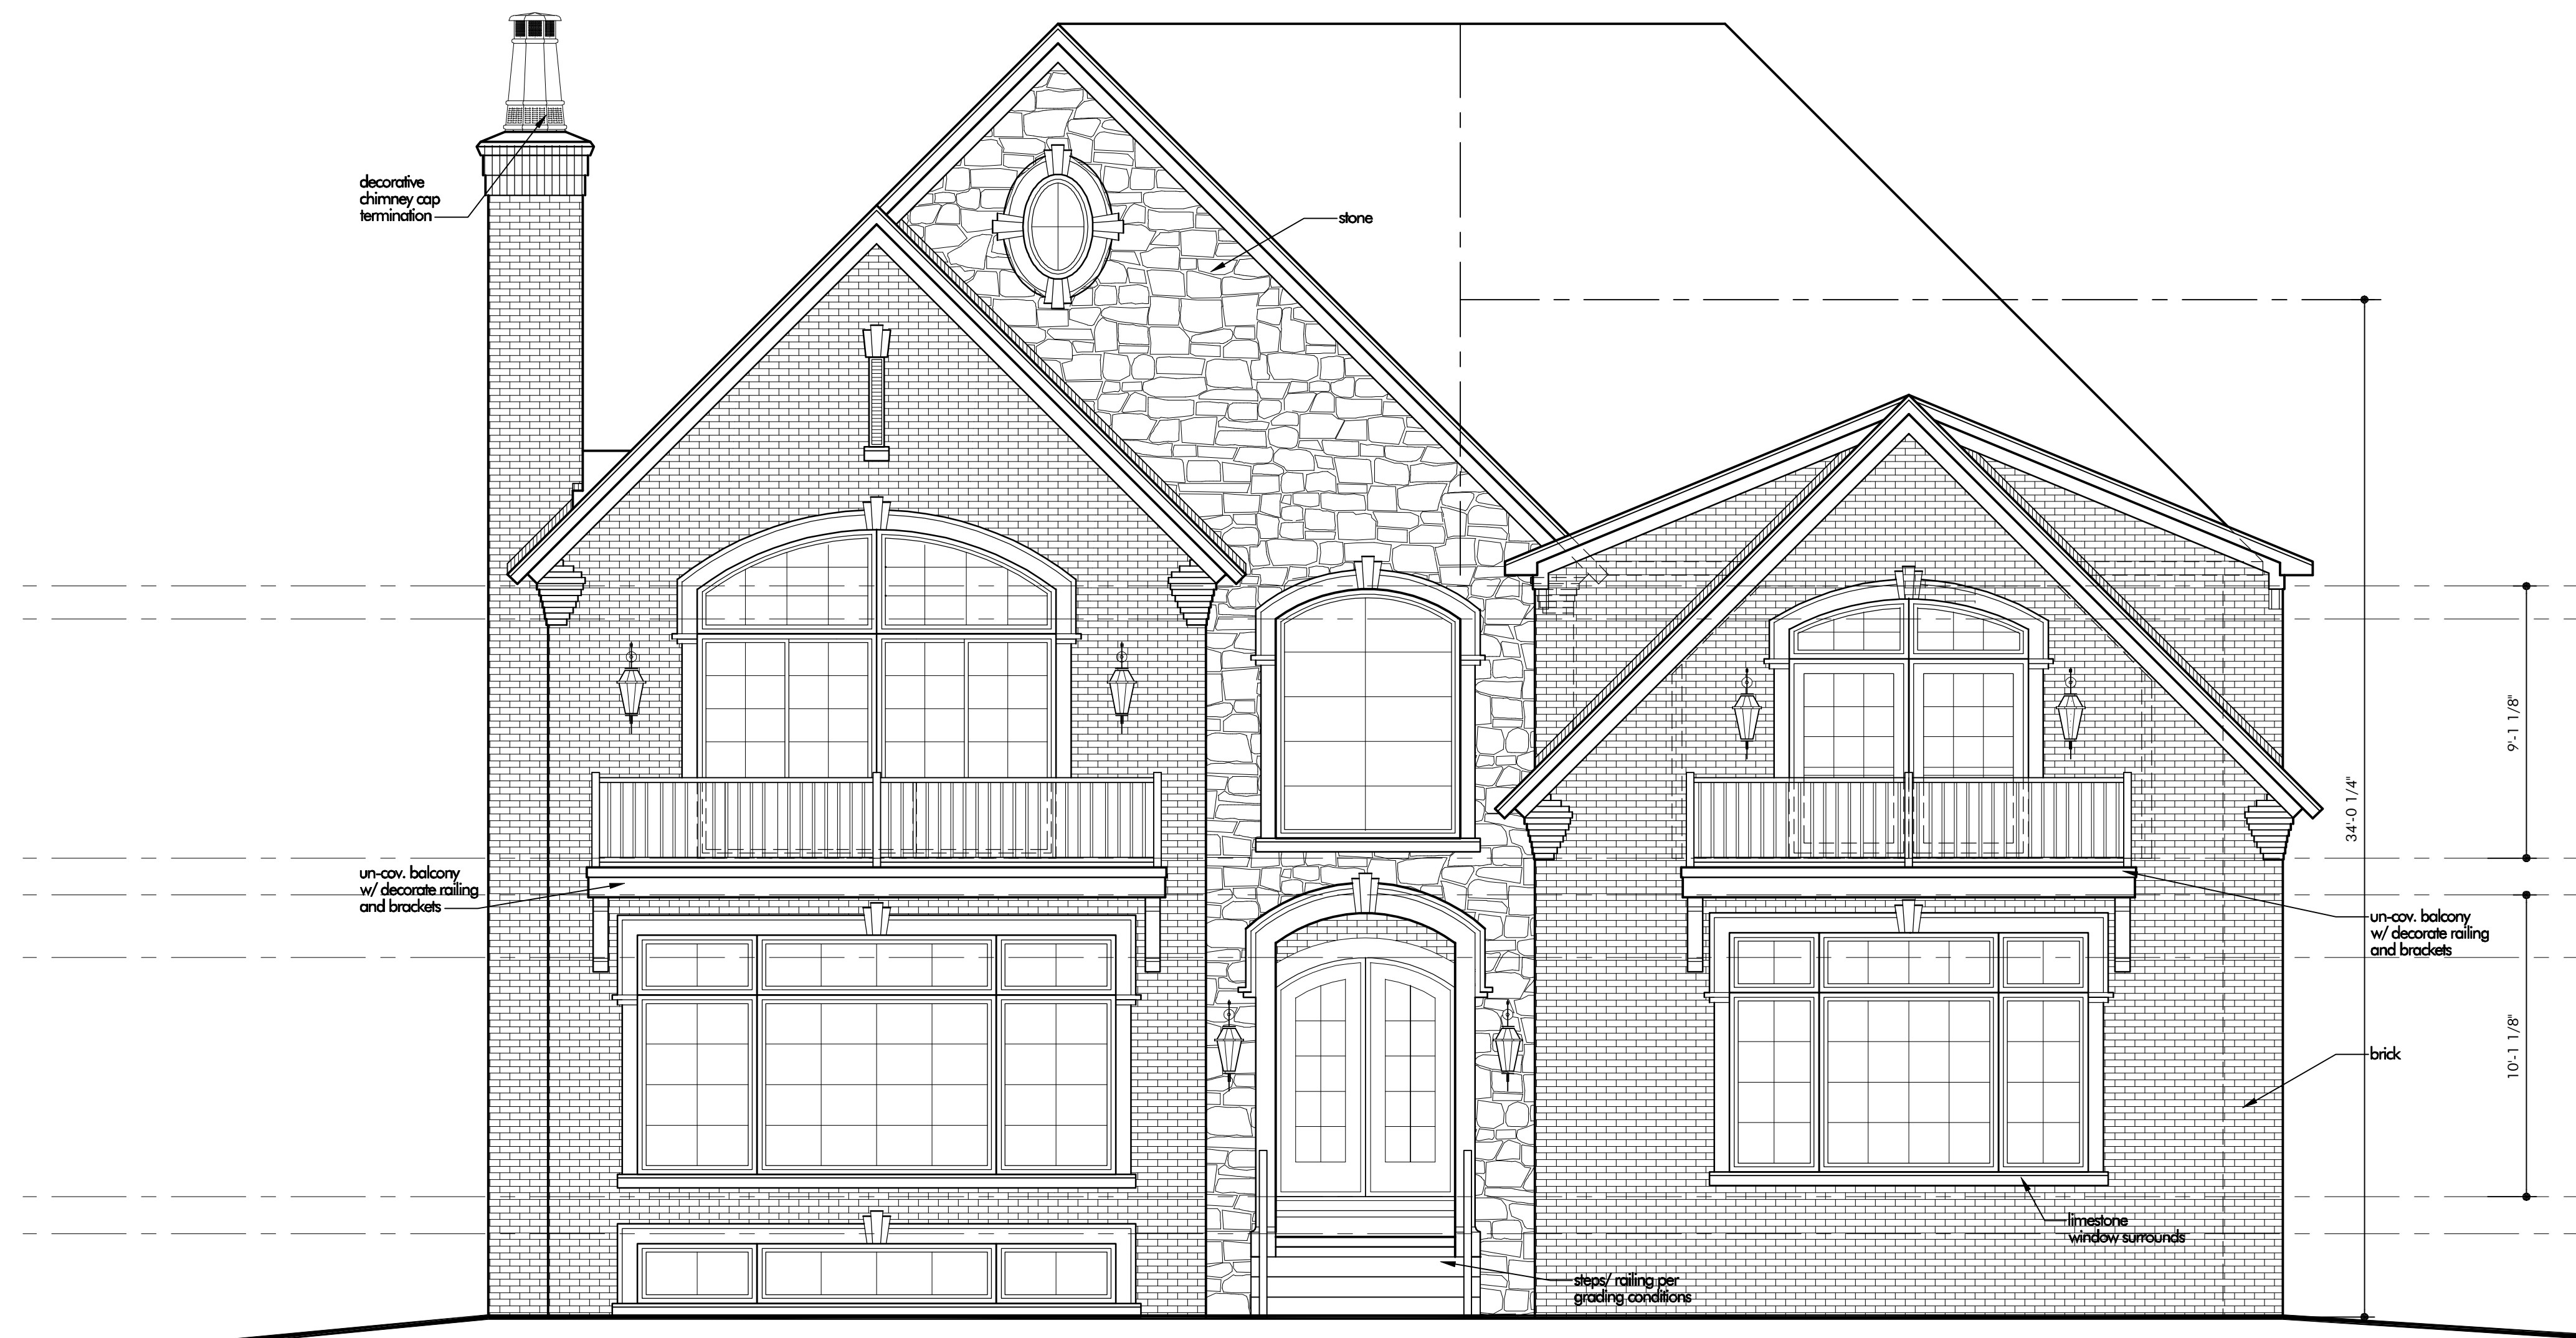 decorative
chimney cap
termination
stone
9'-1 1/8"
34'-0 1/4"
un-cov. balcony
w/ decorate railing
and brackets
un-cov. balcony
w/ decorate railing
and brackets
10'-1 1/8"
brick
limestone
window surrounds
steps/ railing per
grading conditions